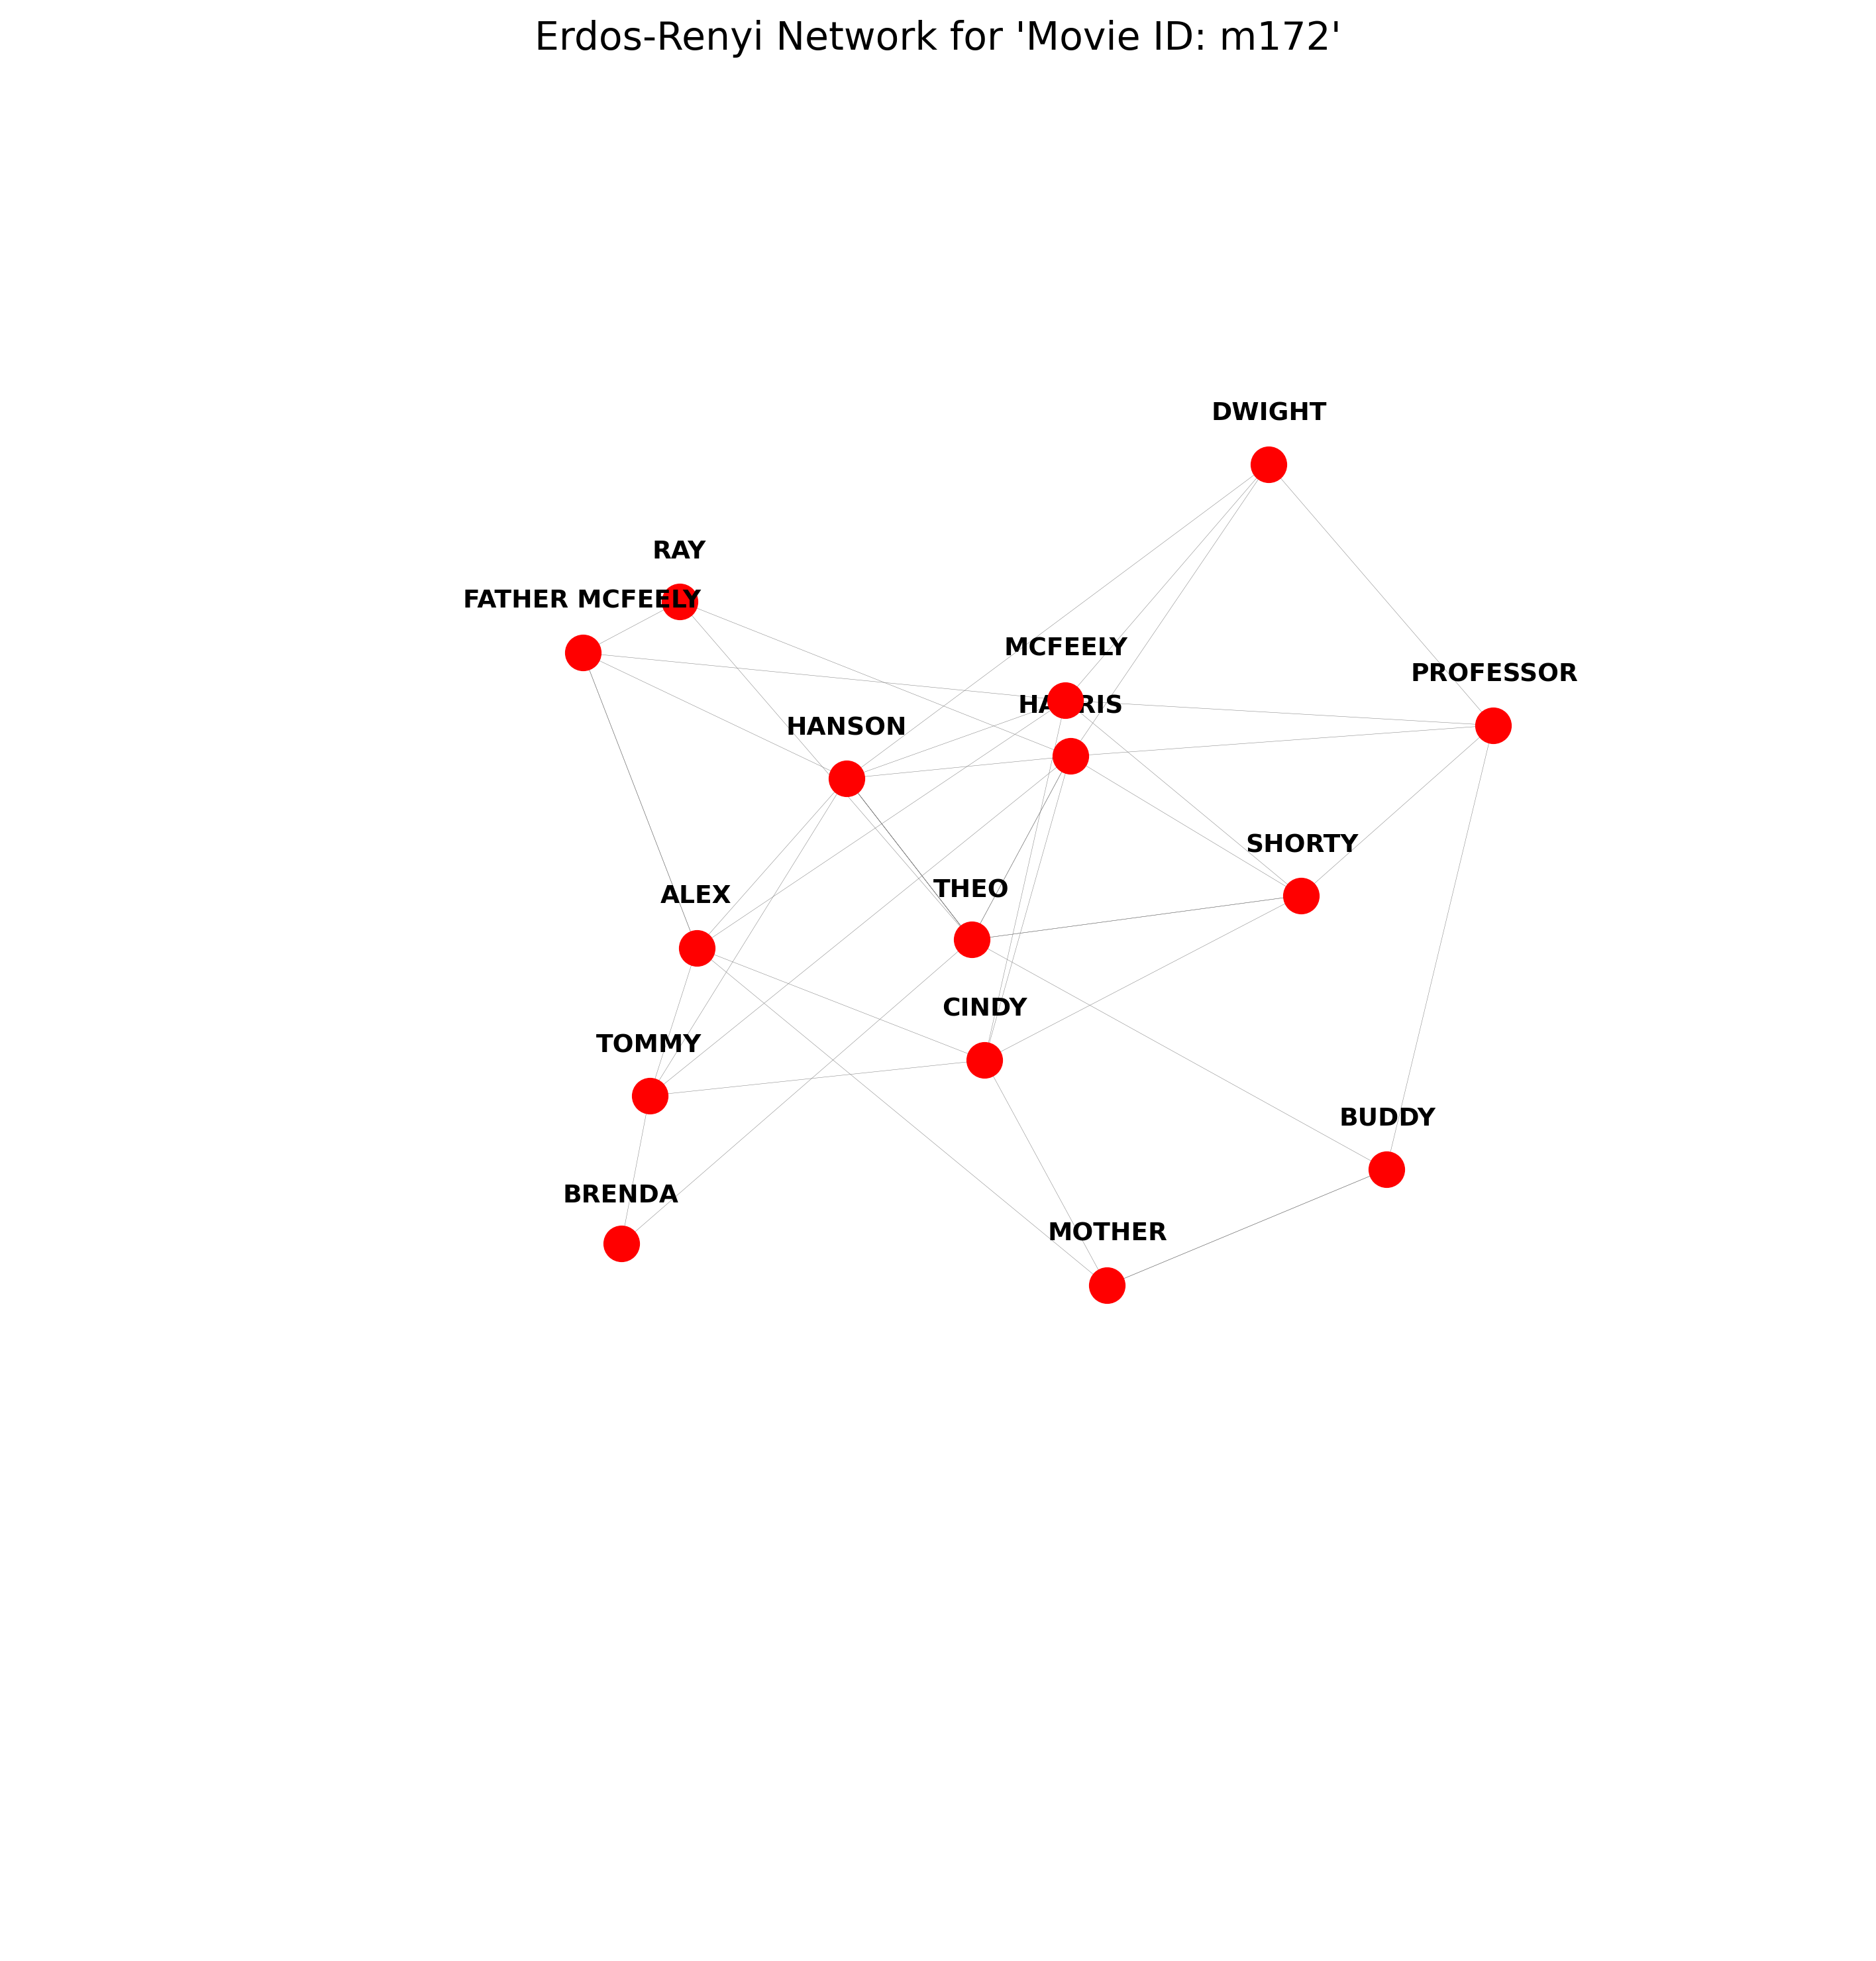 Erdos-Renyi Network for 'Movie ID: m172'
DWIGHT
RAY
FATHER MCFEELY
MCFEELY
PROFESSOR
HARRIS
HANSON
SHORTY
THEO
ALEX
CINDY
TOMMY
BUDDY
BRENDA
MOTHER